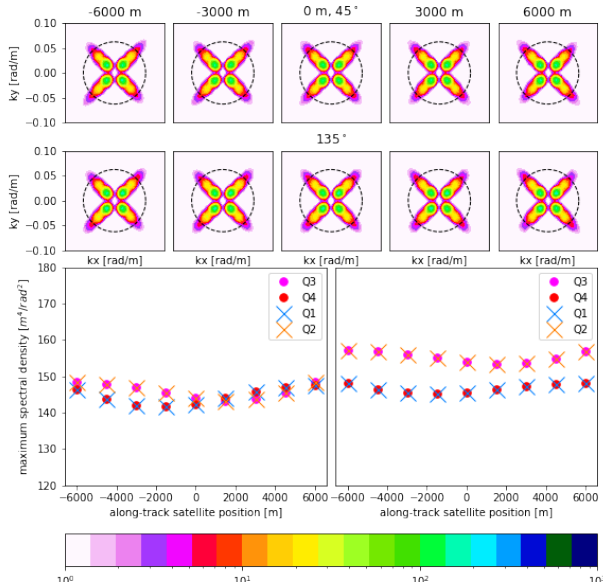 -6000 m -3000 m 0 m, 45° 3000 m 6000 m
ky [rad/m]
0.10
0.05
0.00
−0.05
−0.10
135°
ky [rad/m]
0.10
0.05
0.00
−0.05
−0.10
kx [rad/m] kx [rad/m] kx [rad/m] kx [rad/m] kx [rad/m]
maximum spectral density [m⁴/rad²]
180
170
160
150
140
130
120
Q3
Q4
Q1
Q2
Q3
Q4
Q1
Q2
−6000 −4000 −2000 0 2000 4000 6000
−6000 −4000 −2000 0 2000 4000 6000
along-track satellite position [m] along-track satellite position [m]
10⁰ 10¹ 10²